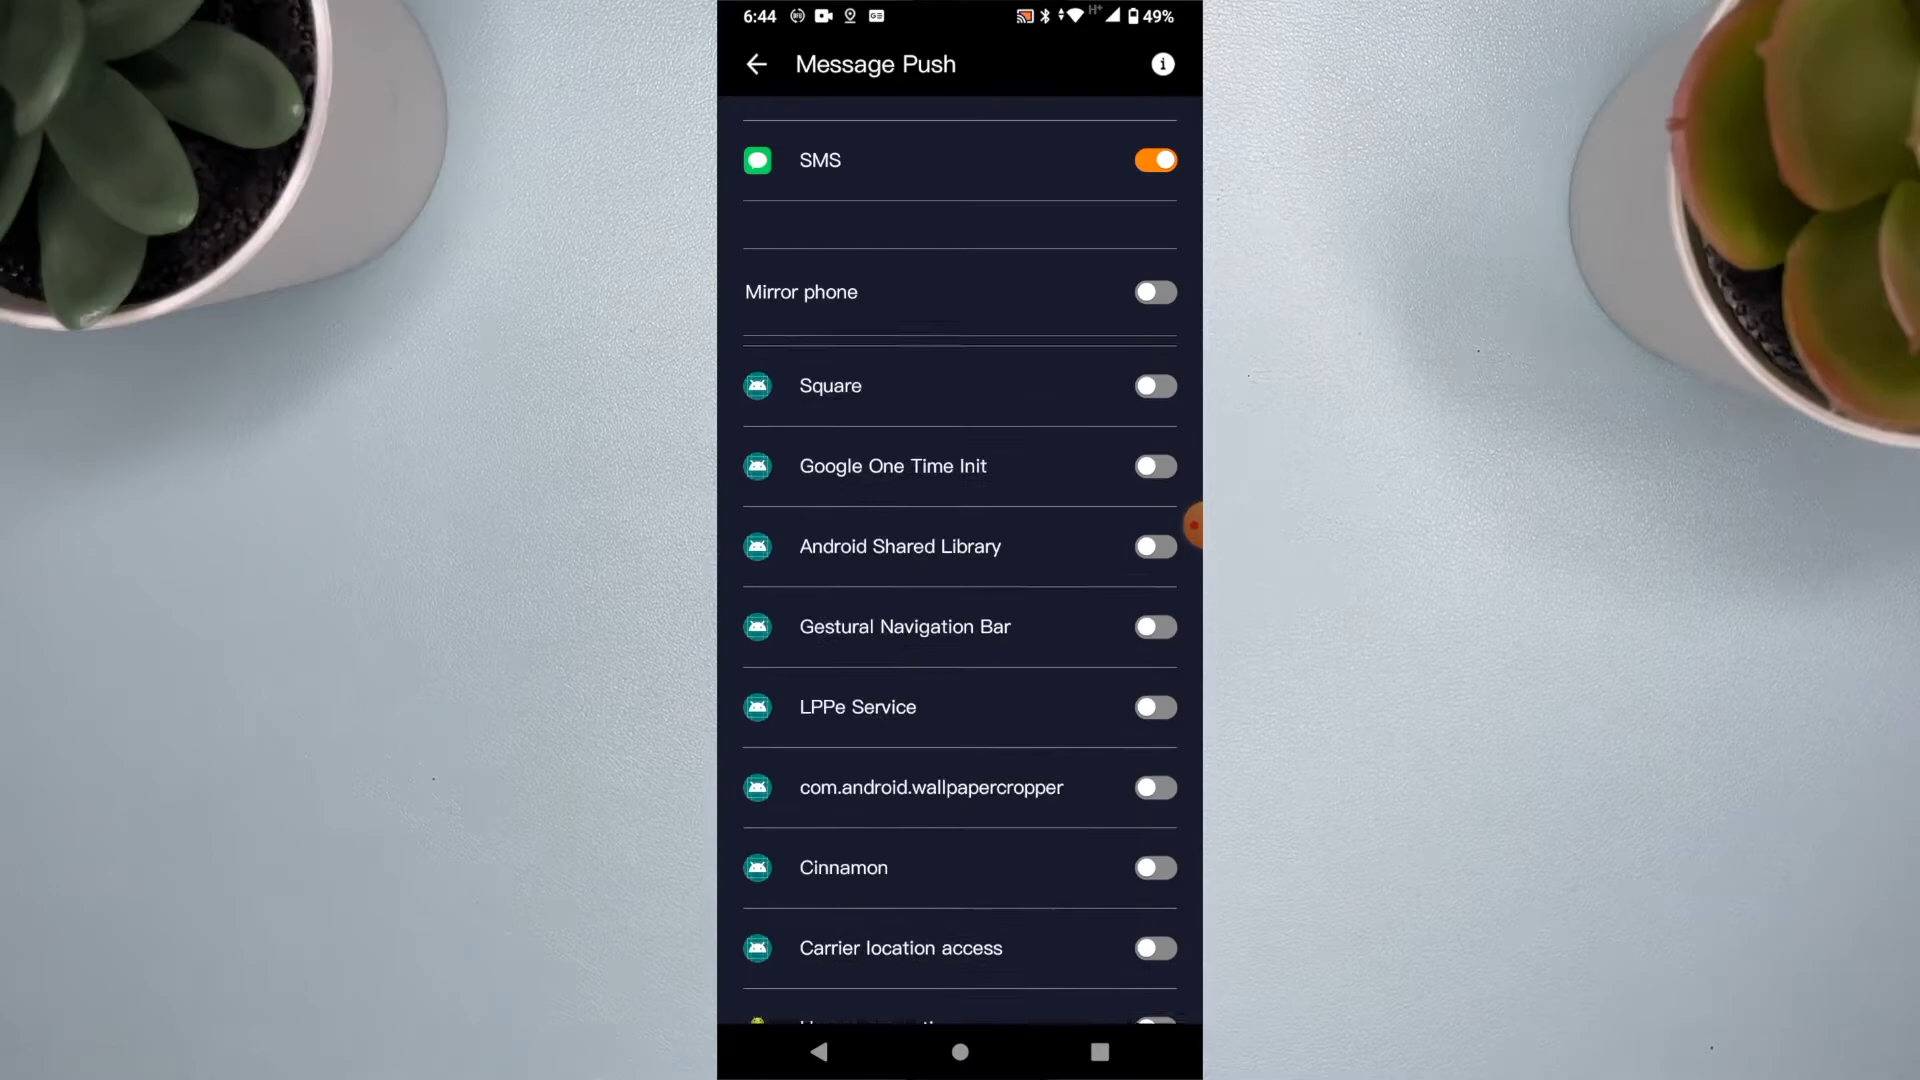 6:44
H+
49%
Message Push
SMS
Mirror phone
Square
Google One Time Init
Android Shared Library
Gestural Navigation Bar
LPPe Service
com.android.wallpapercropper
Cinnamon
Carrier location access